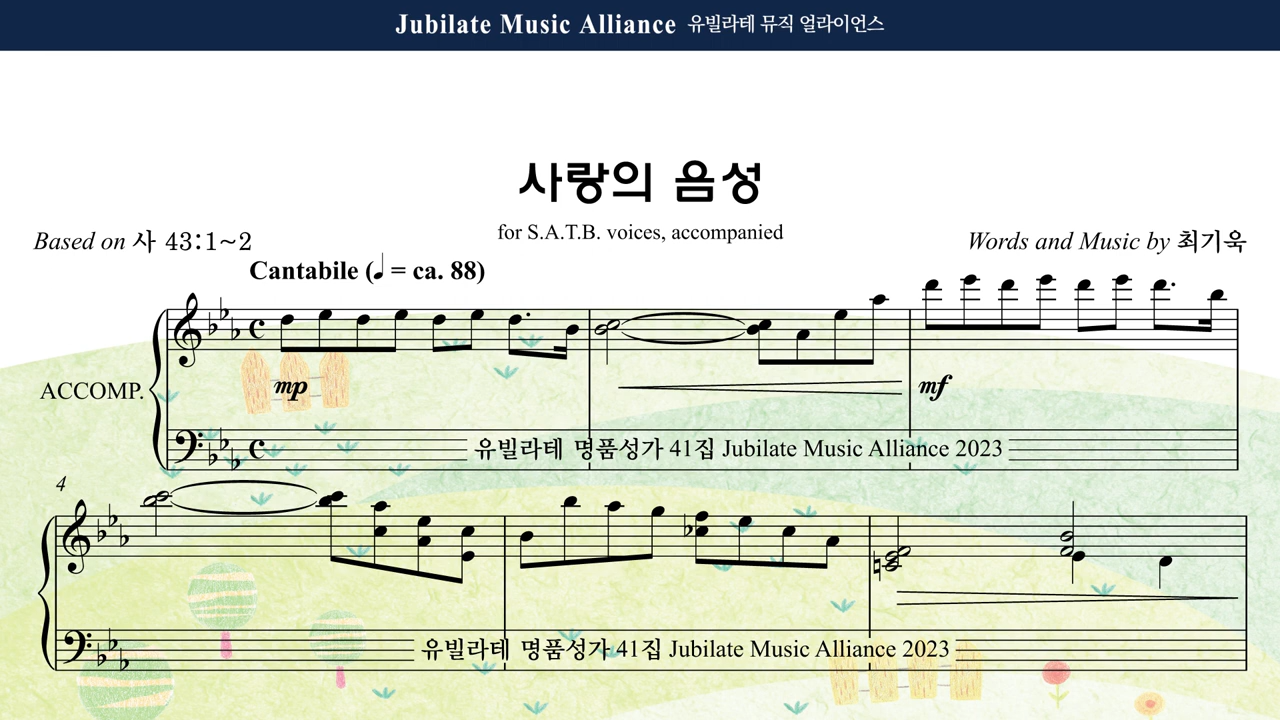 Jubilate Music Alliance 유빌라테 뮤직 얼라이언스
사랑의 음성
for S.A.T.B. voices, accompanied
Based on 사 43:1~2
Words and Music by 최기욱
Cantabile (♩ = ca. 88)
ACCOMP.
mp
mf
유빌라테 명품성가 41집 Jubilate Music Alliance 2023
4
유빌라테 명품성가 41집 Jubilate Music Alliance 2023